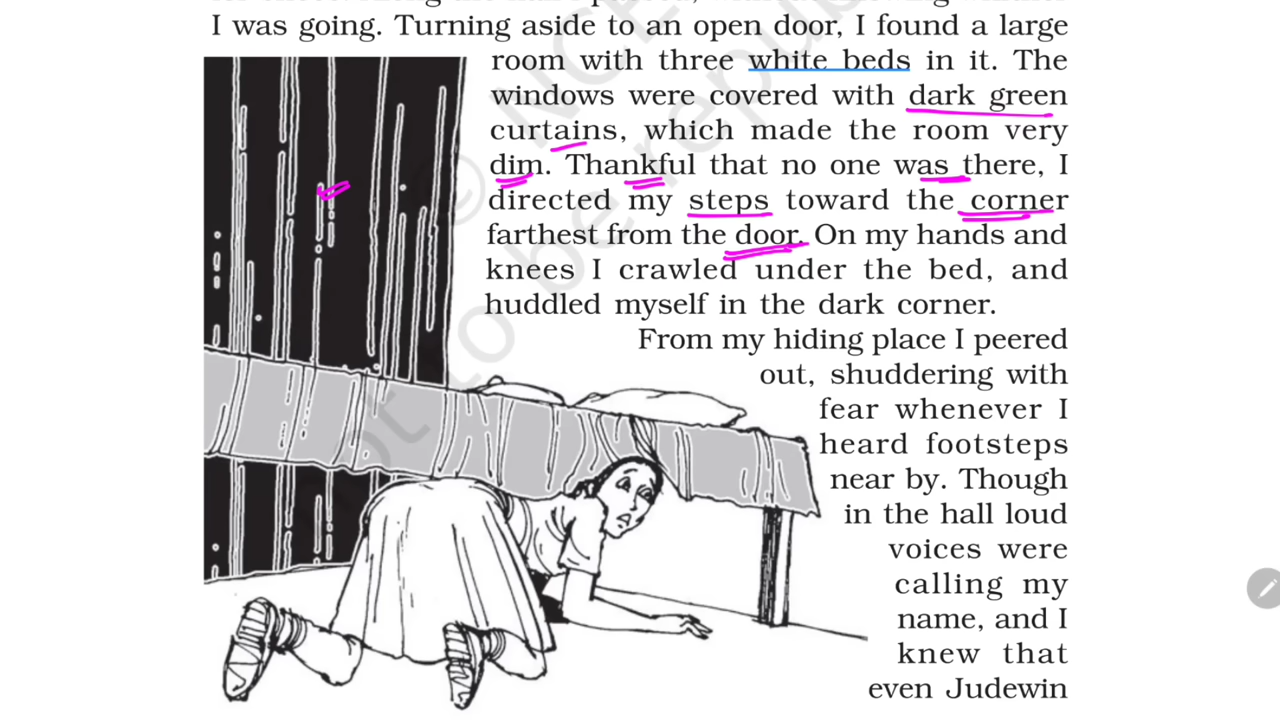 I was going. Turning aside to an open door, I found a large
room with three white beds in it. The
windows were covered with dark green
curtains, which made the room very
dim. Thankful that no one was there, I
directed my steps toward the corner
farthest from the door. On my hands and
knees I crawled under the bed, and
huddled myself in the dark corner.
From my hiding place I peered
out, shuddering with
fear whenever I
heard footsteps
near by. Though
in the hall loud
voices were
calling my
name, and I
knew that
even Judewin